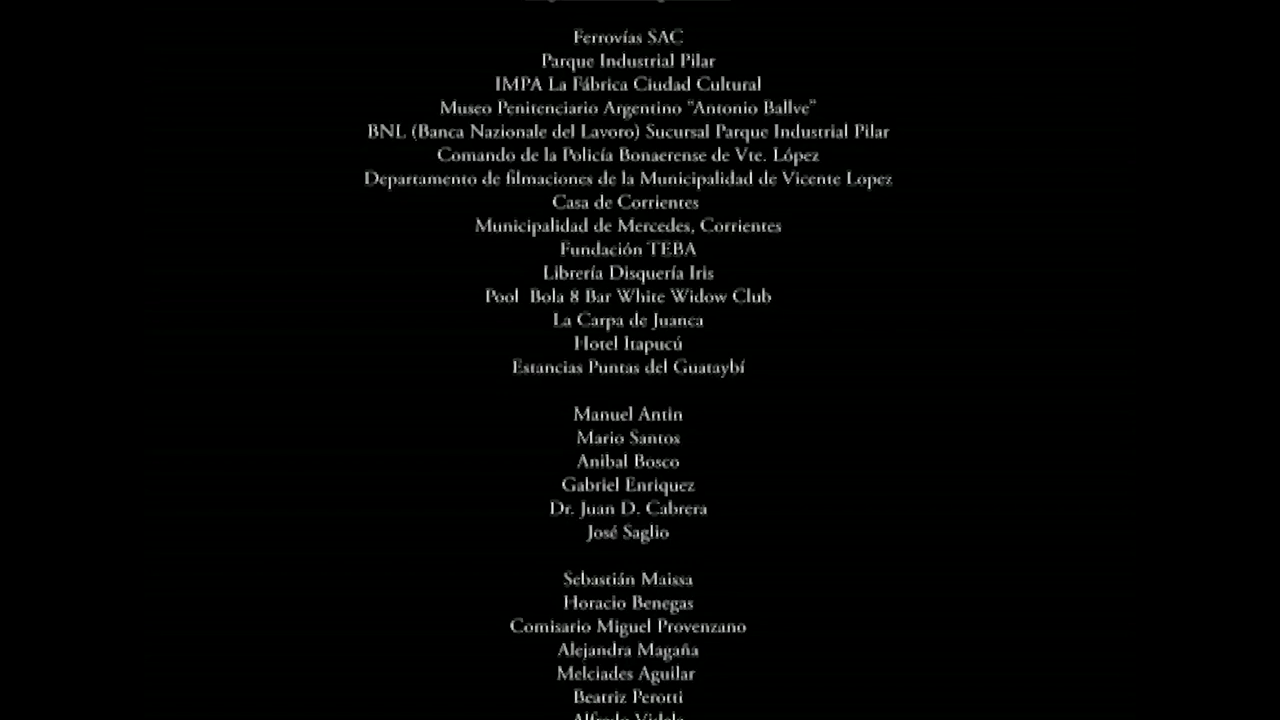 Ferrovías SAC
Parque Industrial Pilar
IMPA La Fábrica Ciudad Cultural
Museo Penitenciario Argentino "Antonio Ballve"
BNL (Banca Nazionale del Lavoro) Sucursal Parque Industrial Pilar
Comando de la Policía Bonaerense de Vte. López
Departamento de filmaciones de la Municipalidad de Vicente Lopez
Casa de Corrientes
Municipalidad de Mercedes, Corrientes
Fundación TEBA
Librería Disquería Iris
Pool Bola 8 Bar White Widow Club
La Carpa de Juanca
Hotel Itapucú
Estancias Puntas del Guataybí
Manuel Antin
Mario Santos
Anibal Bosco
Gabriel Enriquez
Dr. Juan D. Cabrera
José Saglio
Sebastián Maissa
Horacio Benegas
Comisario Miguel Provenzano
Alejandra Magaña
Melciades Aguilar
Beatriz Perotti
Alfredo Videla